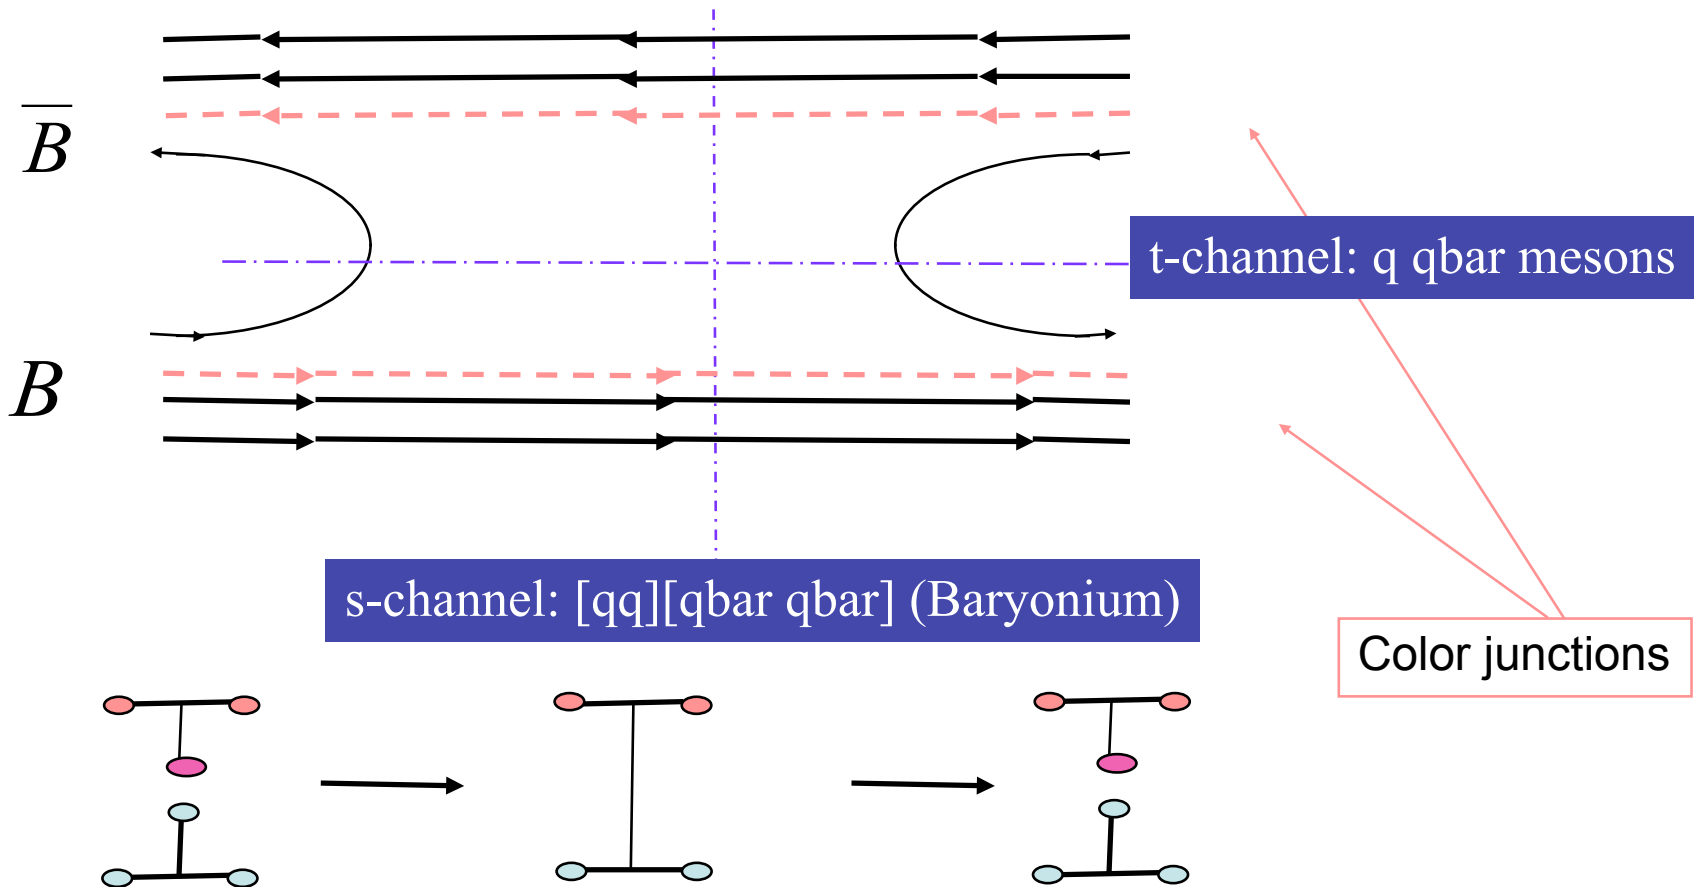 B̅
t-channel: q qbar mesons
B
s-channel: [qq][qbar qbar] (Baryonium)
Color junctions